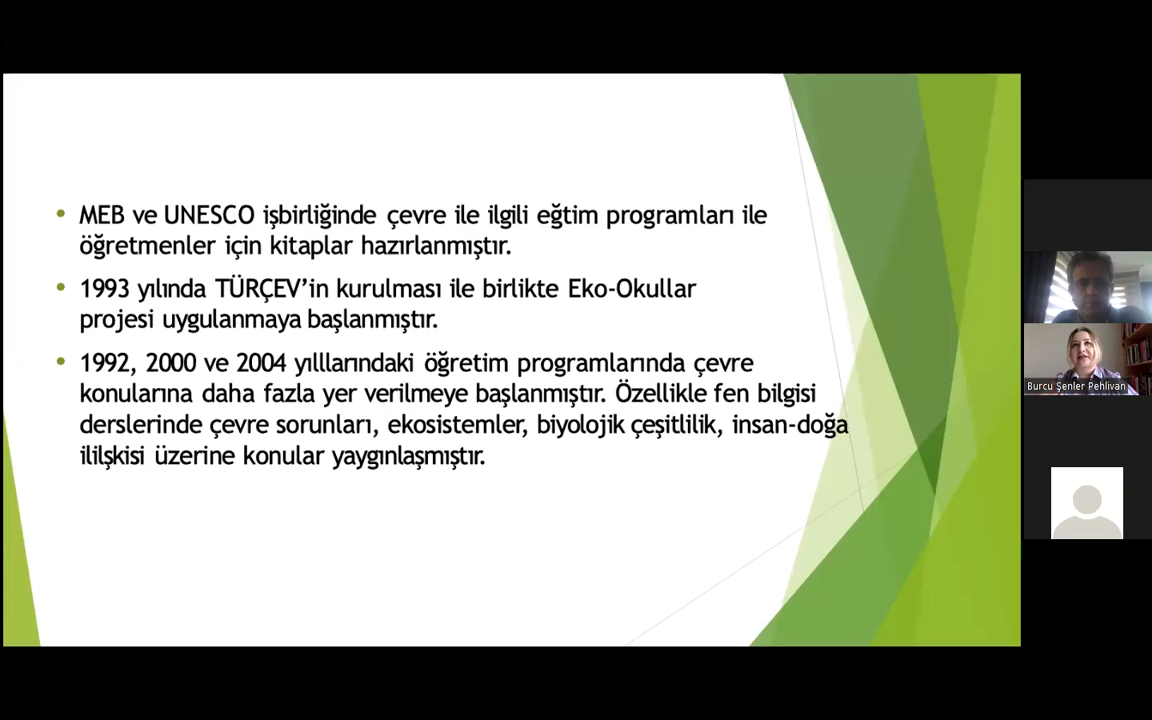 • MEB ve UNESCO işbirliğinde çevre ile ilgili eğtim programları ile
öğretmenler için kitaplar hazırlanmıştır.
• 1993 yılında TÜRÇEV’in kurulması ile birlikte Eko-Okullar
projesi uygulanmaya başlanmıştır.
• 1992, 2000 ve 2004 yılllarındaki öğretim programlarında çevre
konularına daha fazla yer verilmeye başlanmıştır. Özellikle fen bilgisi
derslerinde çevre sorunları, ekosistemler, biyolojik çeşitlilik, insan-doğa
ililşkisi üzerine konular yaygınlaşmıştır.
Burcu Şenler Pehlivan